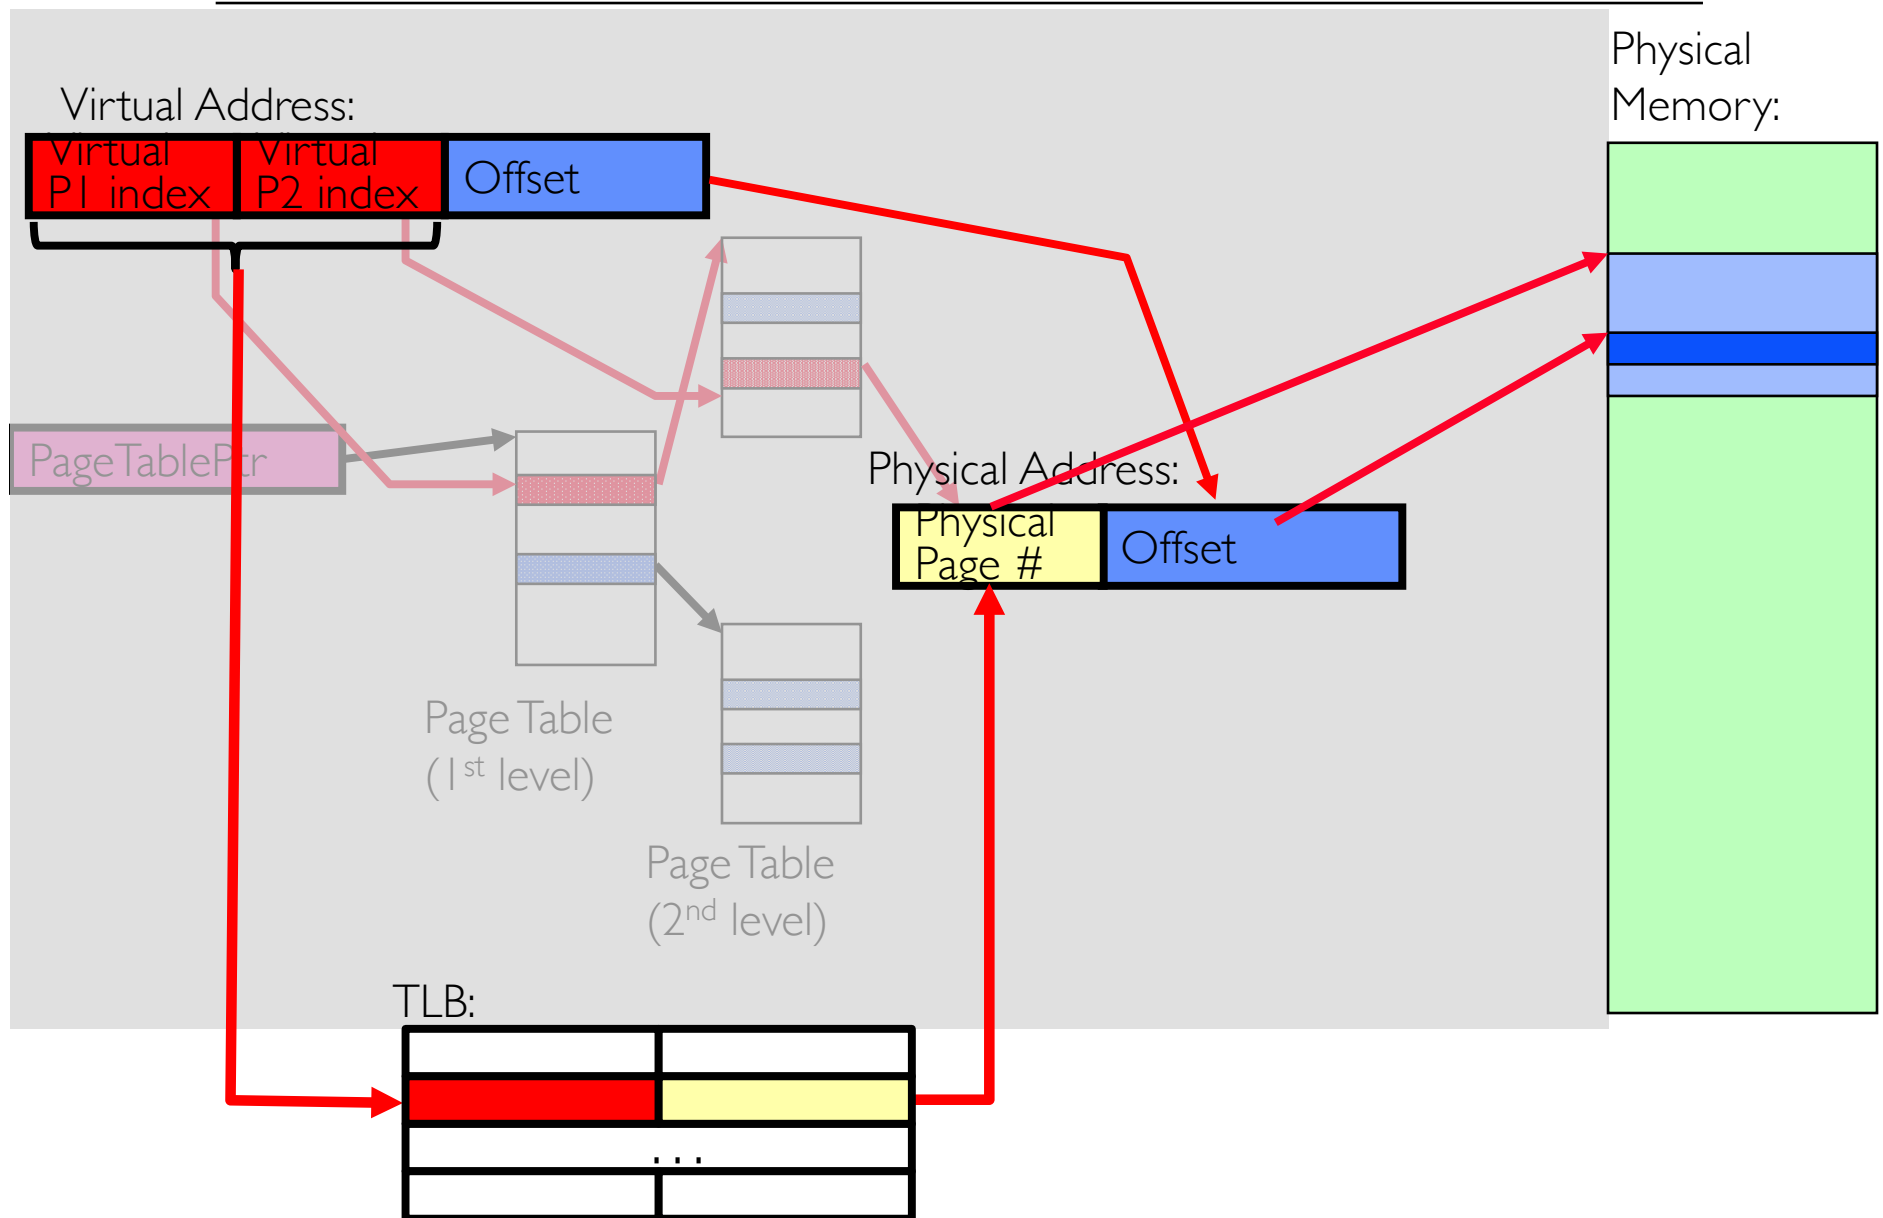 Physical
Memory:
Virtual Address:
Virtual
P1 index
Virtual
P2 index
Offset
PageTablePtr
Physical Address:
Physical
Page #
Offset
Page Table
(1st level)
Page Table
(2nd level)
TLB:
...